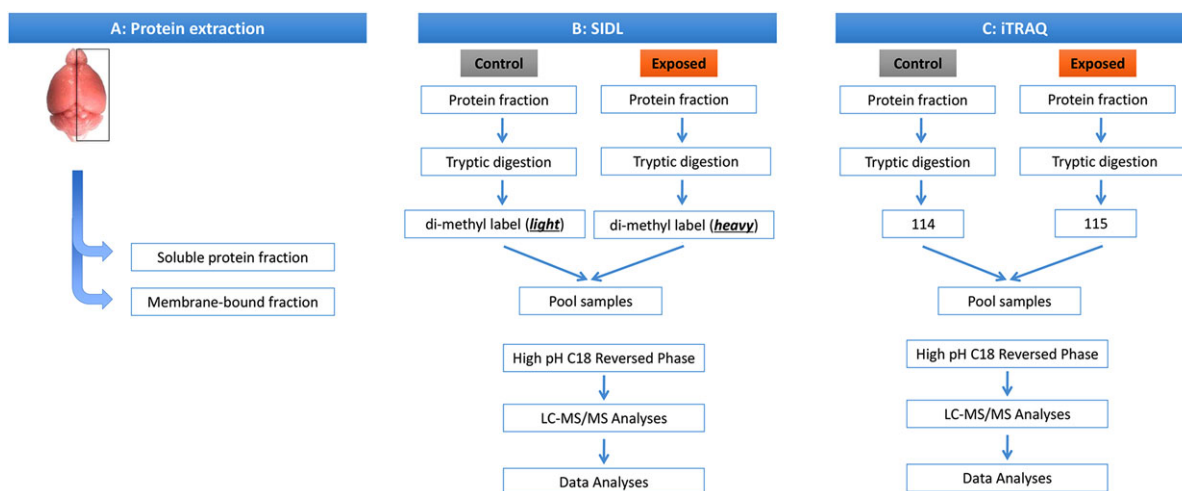 A: Protein extraction
Soluble protein fraction
Membrane-bound fraction
B: SIDL
Control
Exposed
Protein fraction
Protein fraction
Tryptic digestion
Tryptic digestion
di-methyl label (light)
di-methyl label (heavy)
Pool samples
High pH C18 Reversed Phase
LC-MS/MS Analyses
Data Analyses
C: iTRAQ
Control
Exposed
Protein fraction
Protein fraction
Tryptic digestion
Tryptic digestion
114
115
Pool samples
High pH C18 Reversed Phase
LC-MS/MS Analyses
Data Analyses